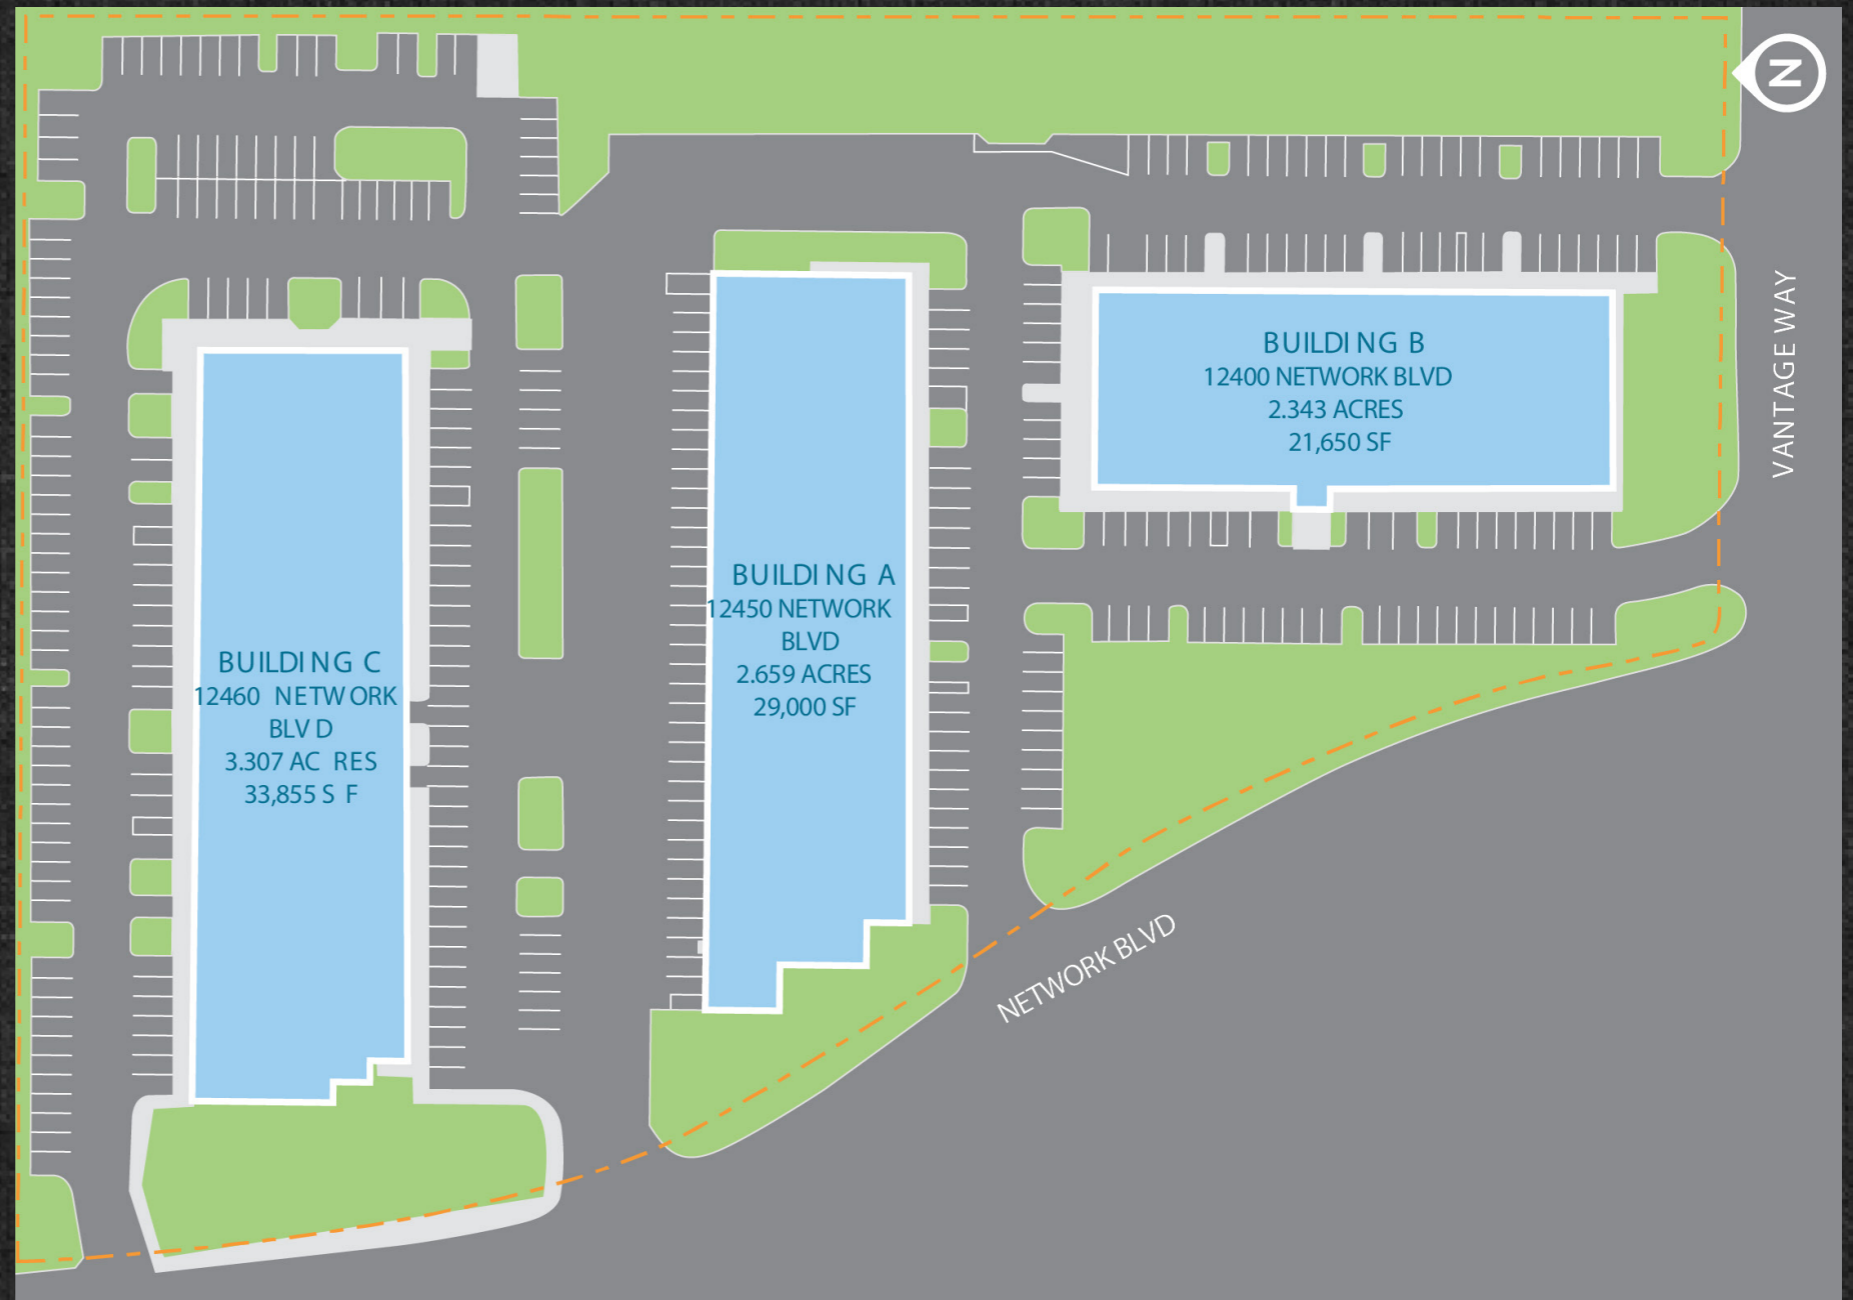 N
BUILDING B
12400 NETWORK BLVD
2.343 ACRES
21,650 SF
VANTAGE WAY
BUILDING A
12450 NETWORK
BLVD
2.659 ACRES
29,000 SF
BUILDING C
12460 NETWORK
BLVD
3.307 ACRES
33,855 SF
NETWORK BLVD